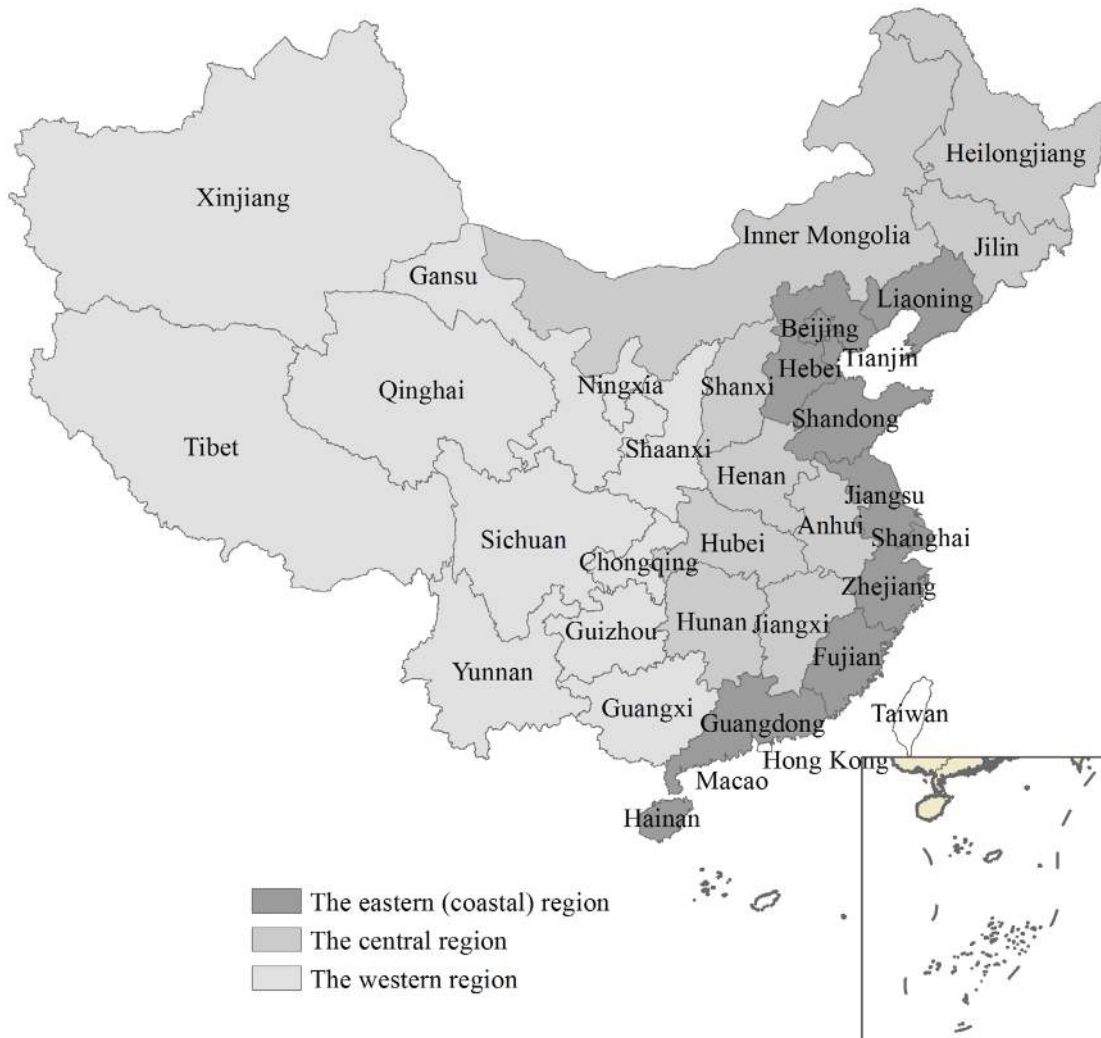 Heilongjiang
Xinjiang
Inner Mongolia
Jilin
Gansu
Liaoning
Beijing
Tianjin
Hebei
Ningxia
Shanxi
Qinghai
Shandong
Tibet
Shaanxi
Henan
Jiangsu
Anhui
Shanghai
Sichuan
Hubei
Chongqing
Zhejiang
Hunan
Jiangxi
Guizhou
Fujian
Yunnan
Guangxi
Guangdong
Taiwan
Hong Kong
Macao
Hainan
The eastern (coastal) region
The central region
The western region